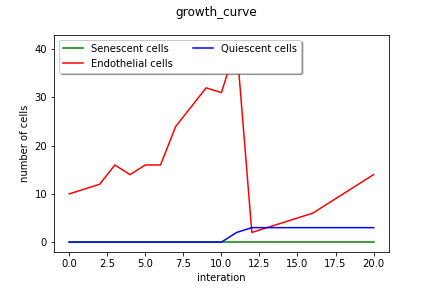 growth_curve
Senescent cells
Endothelial cells
Quiescent cells
number of cells
40
30
20
10
0
0.0 2.5 5.0 7.5 10.0 12.5 15.0 17.5 20.0
interation